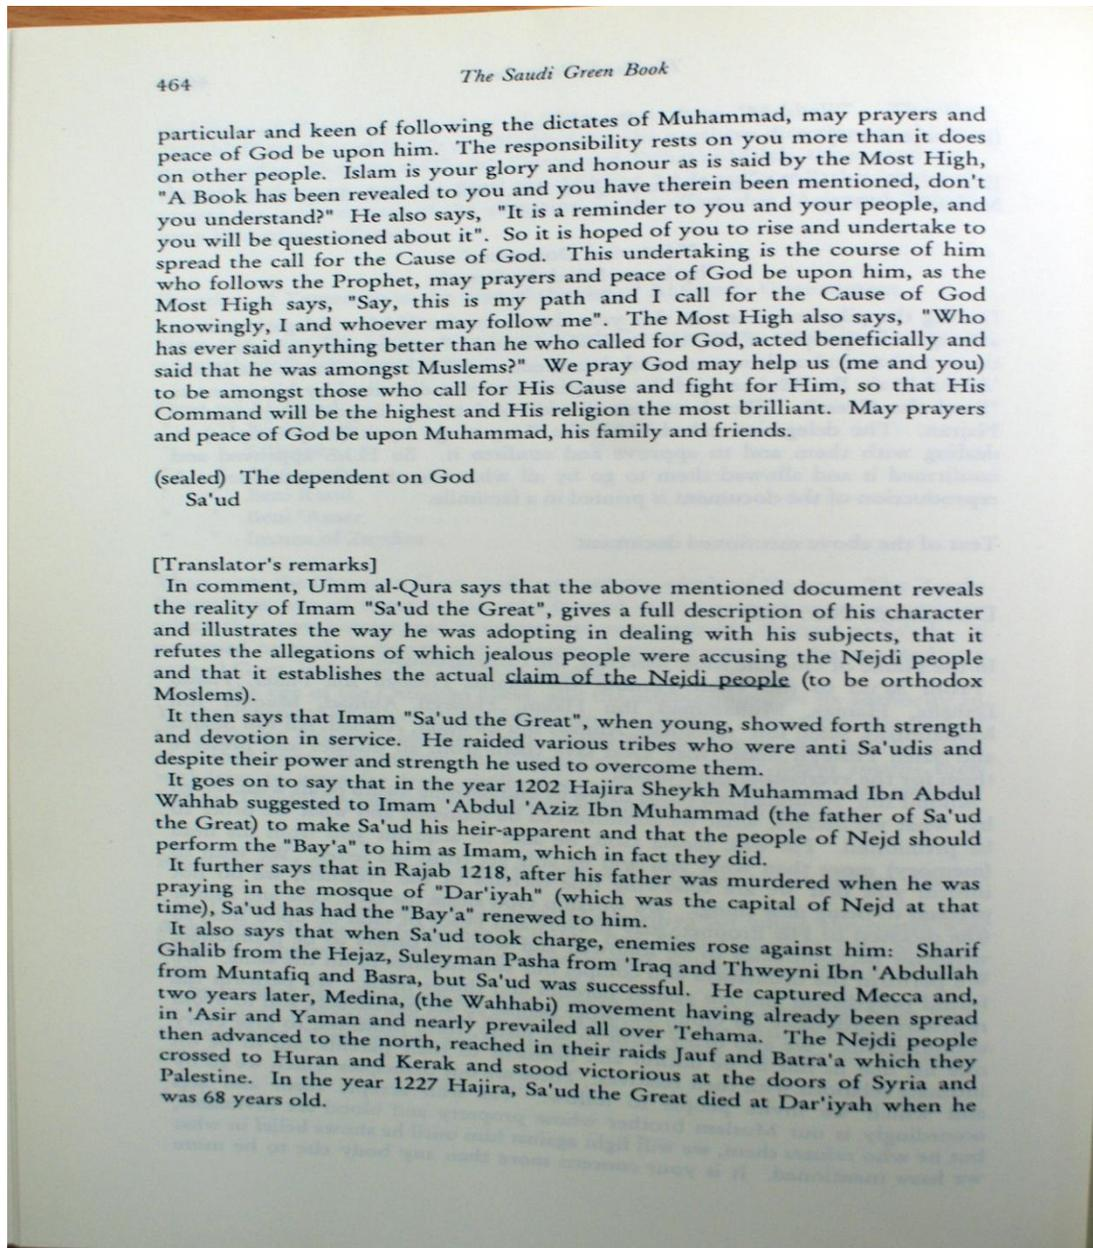 464
The Saudi Green Book
particular and keen of following the dictates of Muhammad, may prayers and
peace of God be upon him. The responsibility rests on you more than it does
on other people. Islam is your glory and honour as is said by the Most High,
"A Book has been revealed to you and you have therein been mentioned, don't
you understand?" He also says, "It is a reminder to you and your people, and
you will be questioned about it". So it is hoped of you to rise and undertake to
spread the call for the Cause of God. This undertaking is the course of him
who follows the Prophet, may prayers and peace of God be upon him, as the
Most High says, "Say, this is my path and I call for the Cause of God
knowingly, I and whoever may follow me". The Most High also says, "Who
has ever said anything better than he who called for God, acted beneficially and
said that he was amongst Muslems?" We pray God may help us (me and you)
to be amongst those who call for His Cause and fight for Him, so that His
Command will be the highest and His religion the most brilliant. May prayers
and peace of God be upon Muhammad, his family and friends.
(sealed) The dependent on God
Sa'ud
[Translator's remarks]
In comment, Umm al-Qura says that the above mentioned document reveals
the reality of Imam "Sa'ud the Great", gives a full description of his character
and illustrates the way he was adopting in dealing with his subjects, that it
refutes the allegations of which jealous people were accusing the Nejdi people
and that it establishes the actual claim of the Nejdi people (to be orthodox
Moslems).
It then says that Imam "Sa'ud the Great", when young, showed forth strength
and devotion in service. He raided various tribes who were anti Sa'udis and
despite their power and strength he used to overcome them.
It goes on to say that in the year 1202 Hajira Sheykh Muhammad Ibn Abdul
Wahhab suggested to Imam 'Abdul 'Aziz Ibn Muhammad (the father of Sa'ud
the Great) to make Sa'ud his heir-apparent and that the people of Nejd should
perform the "Bay'a" to him as Imam, which in fact they did.
It further says that in Rajab 1218, after his father was murdered when he was
praying in the mosque of "Dar'iyah" (which was the capital of Nejd at that
time), Sa'ud has had the "Bay'a" renewed to him.
It also says that when Sa'ud took charge, enemies rose against him: Sharif
Ghalib from the Hejaz, Suleyman Pasha from 'Iraq and Thweyni Ibn 'Abdullah
from Muntafiq and Basra, but Sa'ud was successful. He captured Mecca and,
two years later, Medina, (the Wahhabi) movement having already been spread
in 'Asir and Yaman and nearly prevailed all over Tehama. The Nejdi people
then advanced to the north, reached in their raids Jauf and Batra'a which they
crossed to Huran and Kerak and stood victorious at the doors of Syria and
Palestine. In the year 1227 Hajira, Sa'ud the Great died at Dar'iyah when he
was 68 years old.